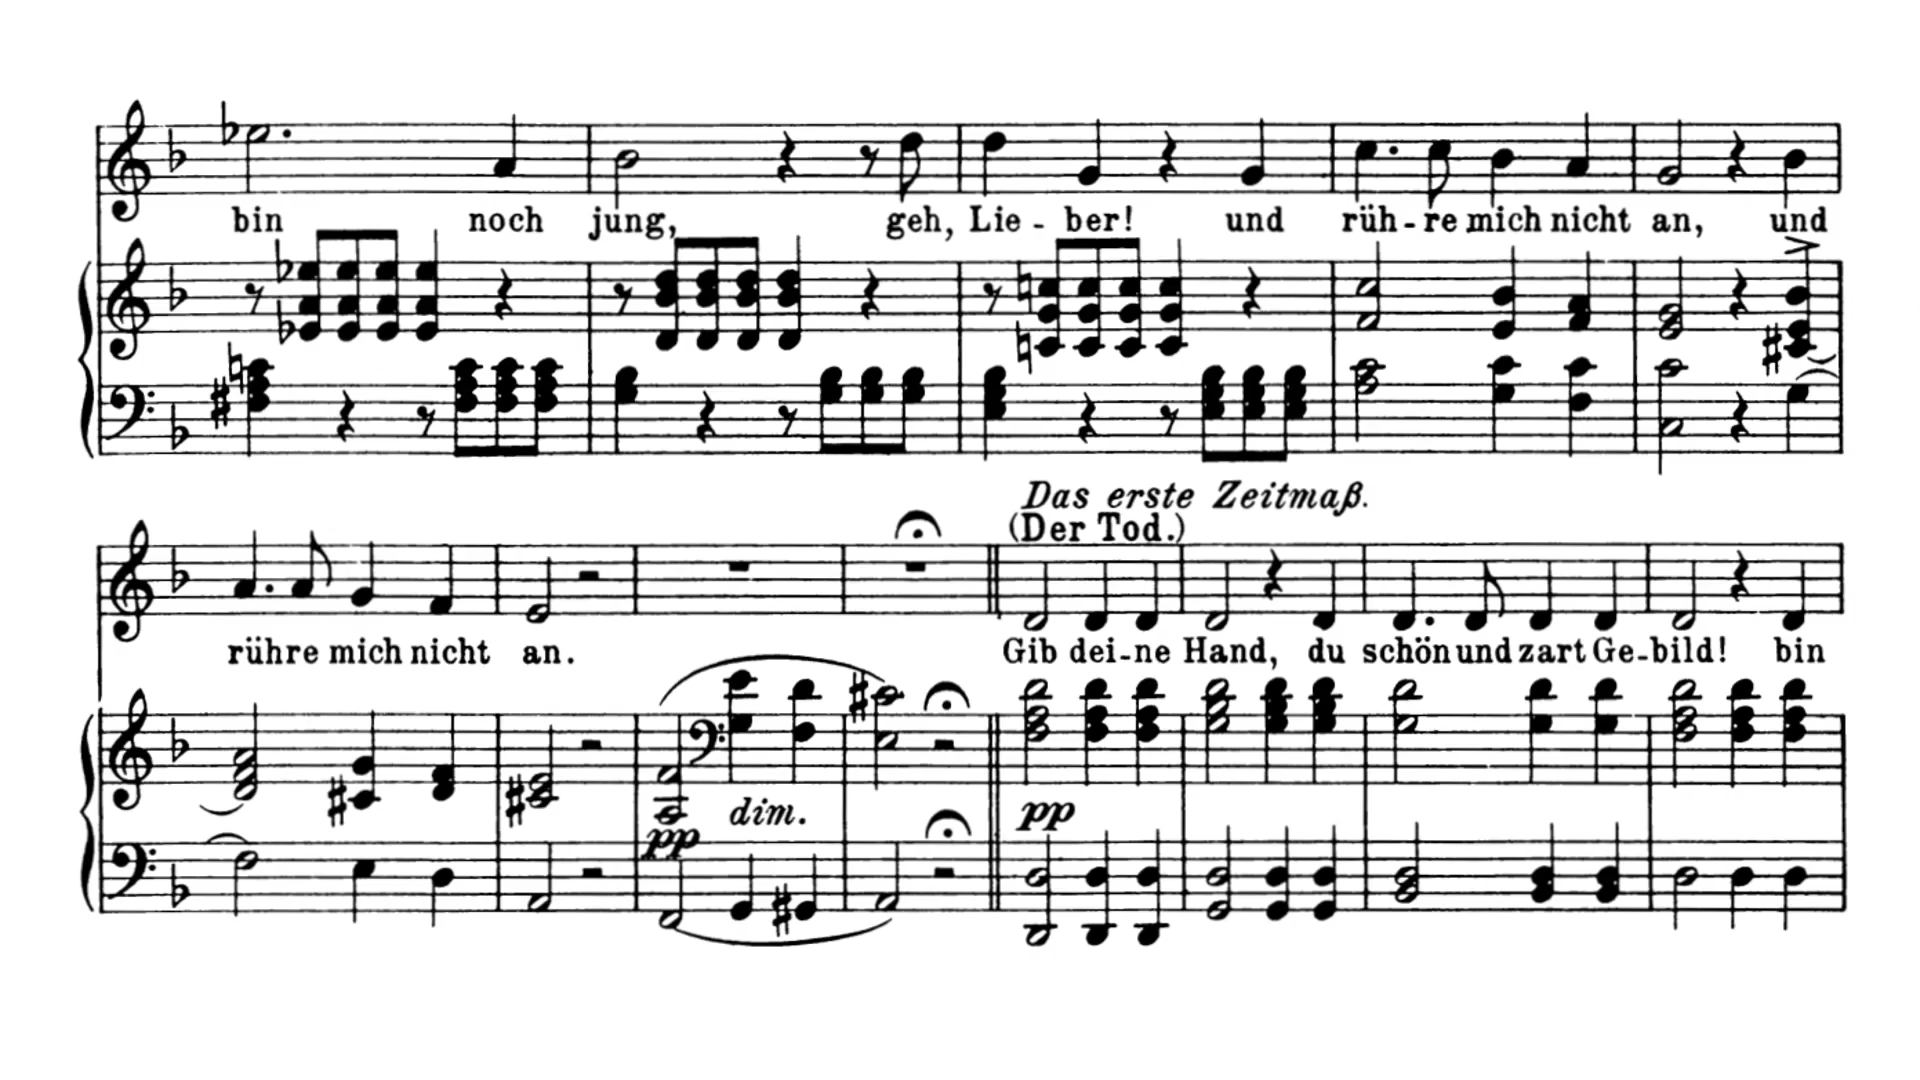 bin noch jung, geh, Lie - ber! und rüh - re mich nicht an, und
Das erste Zeitmaß.
(Der Tod.)
rühre mich nicht an. Gib dei - ne Hand, du schön und zart Ge - bild! bin
dim.
pp
pp